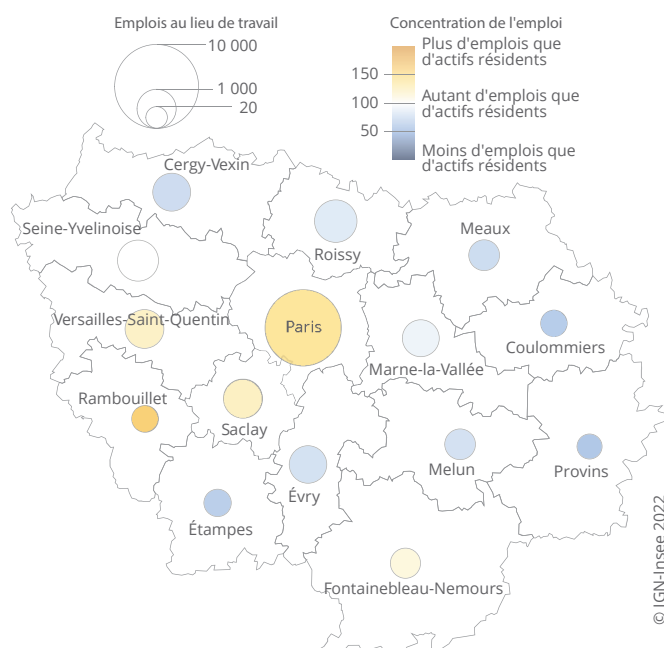 Emplois au lieu de travail
10 000
1 000
20
Concentration de l'emploi
Plus d'emplois que
d'actifs résidents
150
Autant d'emplois que
100
d'actifs résidents
50
Moins d'emplois que
d'actifs résidents
Cergy-Vexin
Seine-Yvelinoise
Roissy
Meaux
Versailles-Saint-Quentin
Paris
Coulommiers
Marne-la-Vallée
Rambouillet
Saclay
Melun
Provins
Évry
Étampes
Fontainebleau-Nemours
© IGN-Insee 2022